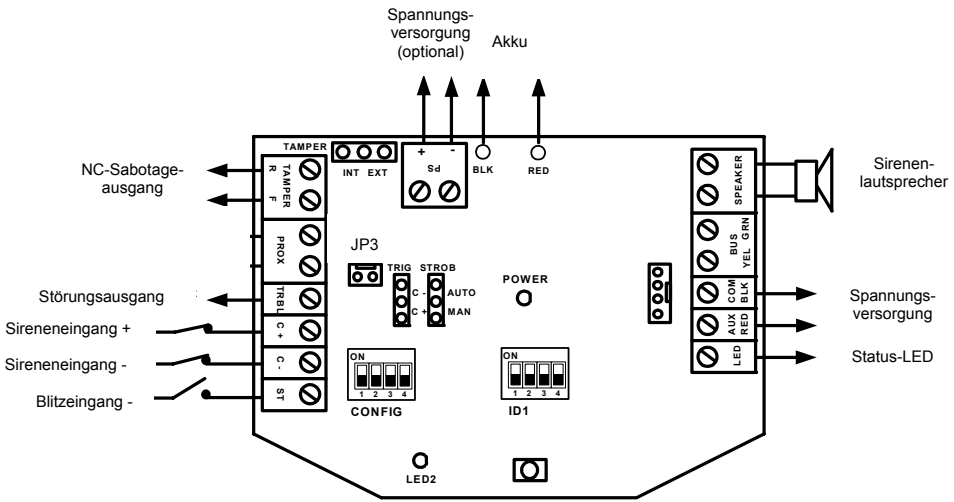 Spannungs-
versorgung
(optional)
Akku
TAMPER
INT EXT
+ -
PS
BLK
RED
NC-Sabotage-
ausgang
R
F
TAMPER
PROX
Störungsausgang
TRBL
Sireneneingang +
C +
Sireneneingang -
C -
Blitzeingang -
ST
JP3
TRIG STROB
C - AUTO
C + MAN
POWER
ON
1 2 3 4
CONFIG
ON
1 2 3 4
ID1
LED2
SPEAKER
Sirenen-
lautsprecher
BUS
YEL GRN
COM
BLK
AUX
RED
Spannungs-
versorgung
LED
Status-LED